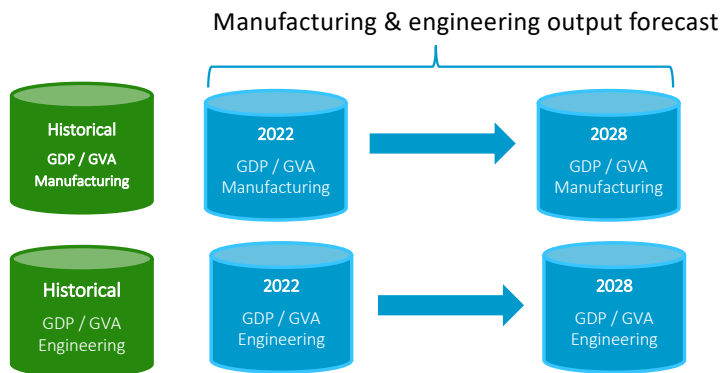 Manufacturing & engineering output forecast
Historical
GDP / GVA
Manufacturing
2022
GDP / GVA
Manufacturing
2028
GDP / GVA
Manufacturing
Historical
GDP / GVA
Engineering
2022
GDP / GVA
Engineering
2028
GDP / GVA
Engineering